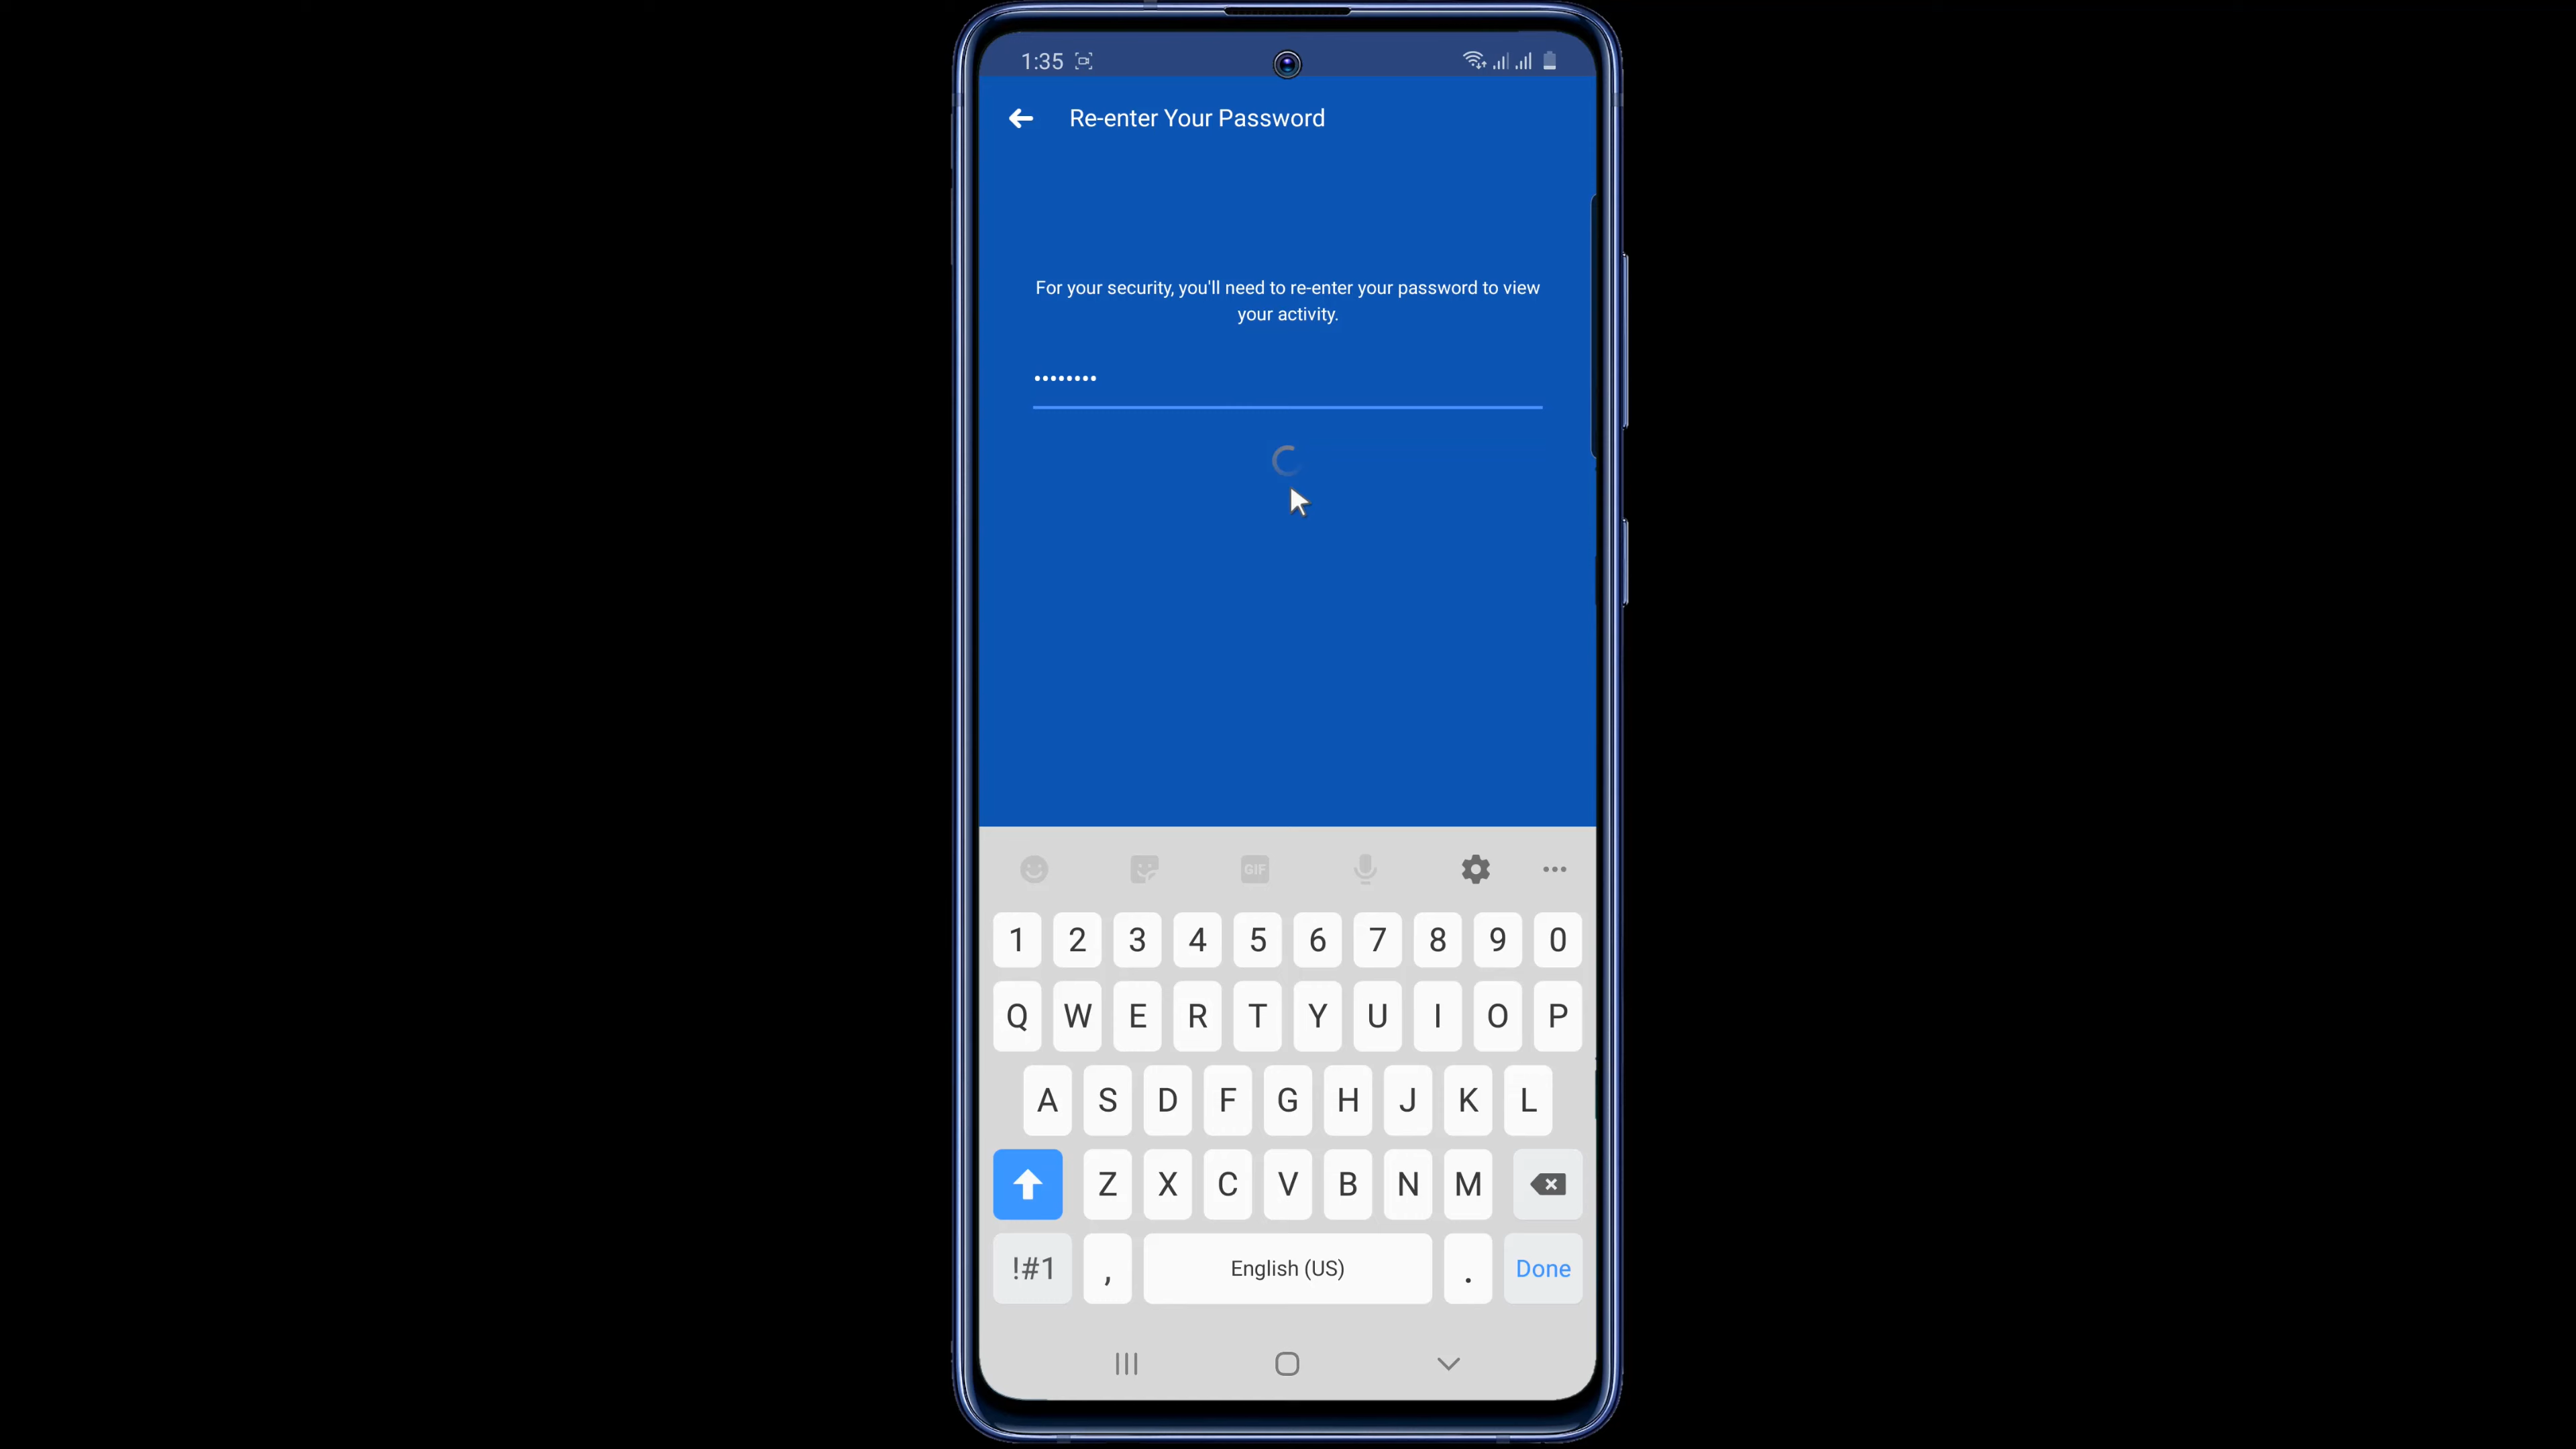 1:35
Re-enter Your Password
For your security, you'll need to re-enter your password to view
your activity.
••••••••
GIF
1 2 3 4 5 6 7 8 9 0
Q W E R T Y U I O P
A S D F G H J K L
Z X C V B N M
!#1 , English (US) . Done